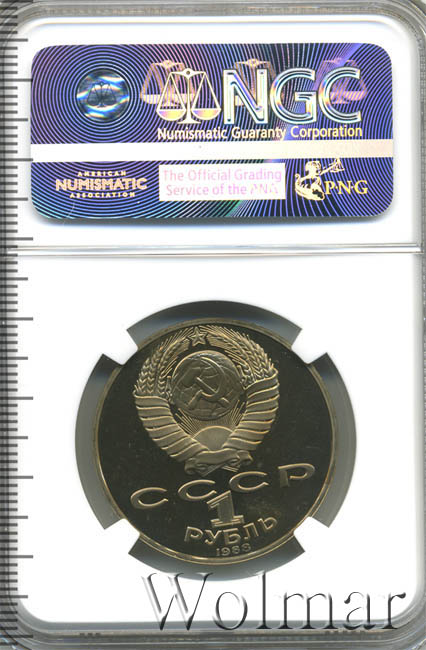 NGC
Numismatic Guaranty Corporation
AMERICAN
NUMISMATIC
ASSOCIATION
The Official Grading
Service of the ANA
PNG
СССР
1
РУБЛЬ
1988
Wolmar